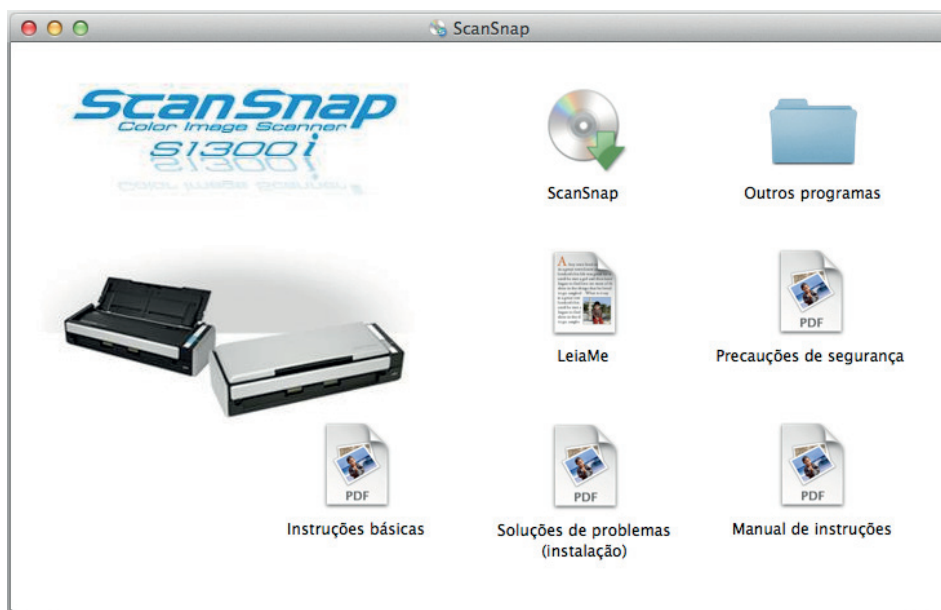 ScanSnap
ScanSnap
Color Image Scanner
S1300i
ScanSnap
Outros programas
LeiaMe
Precauções de segurança
PDF
PDF
Instruções básicas
PDF
Soluções de problemas
(instalação)
PDF
Manual de instruções